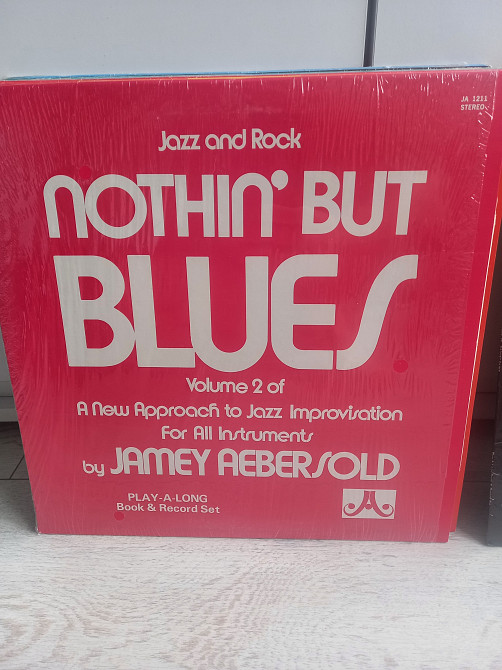 JA 1211
STEREO
Jazz and Rock
NOTHIN' BUT
BLUES
Volume 2 of
A New Approach to Jazz Improvisation
For All Instruments
by JAMEY AEBERSOLD
PLAY-A-LONG
Book & Record Set
JA